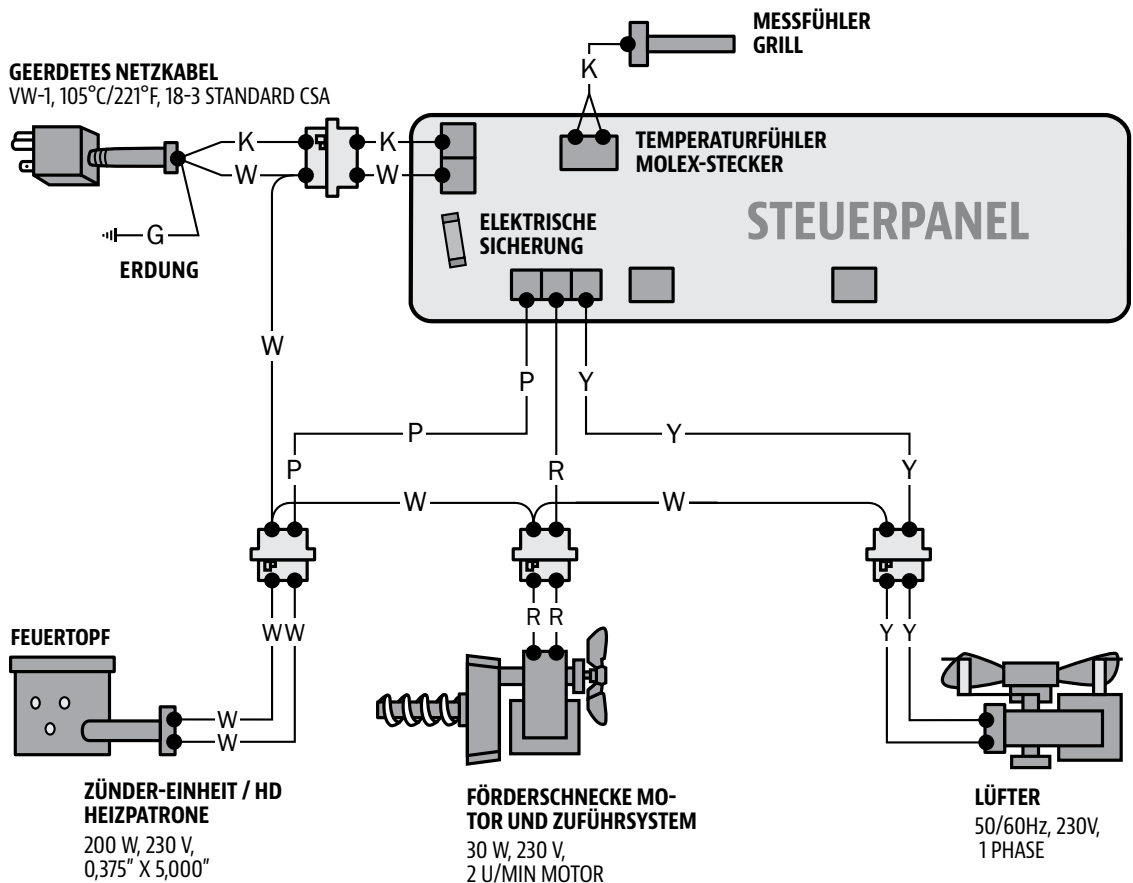 MESSFÜHLER
GRILL
GEERDETES NETZKABEL
VW-1, 105°C/221°F, 18-3 STANDARD CSA
K
K
K
TEMPERATURFÜHLER
MOLEX-STECKER
W
W
STEUERPANEL
ELEKTRISCHE
SICHERUNG
G
ERDUNG
W
P
Y
P
Y
P
R
Y
W
W
R R
W W
Y Y
FEUERTOPF
W
W
ZÜNDER-EINHEIT / HD
HEIZPATRONE
200 W, 230 V,
0,375" X 5,000"
FÖRDERSCHNECKE MO-
TOR UND ZUFÜHRSYSTEM
30 W, 230 V,
2 U/MIN MOTOR
LÜFTER
50/60Hz, 230V,
1 PHASE